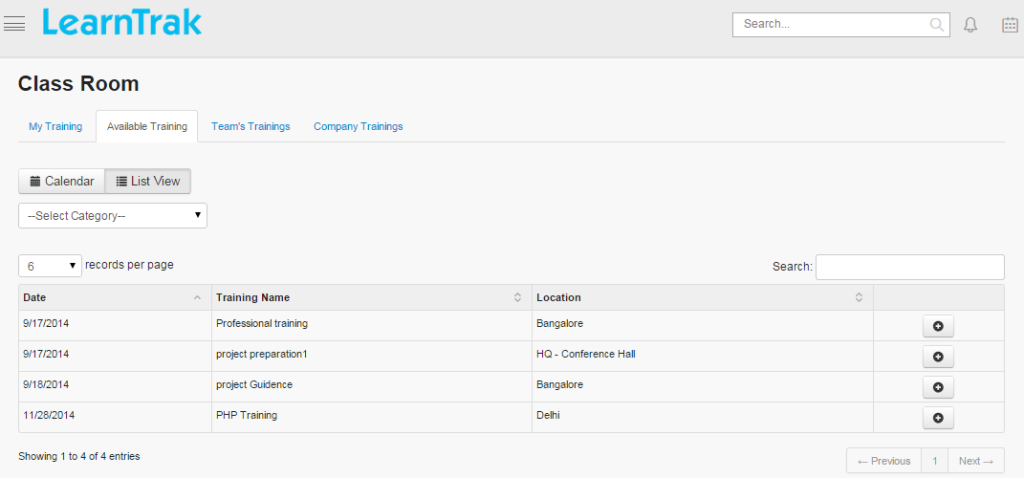 LearnTrak
Search...
Class Room
My Training Available Training Team's Trainings Company Trainings
Calendar List View
--Select Category--
6 records per page Search:
Date Training Name Location
9/17/2014 Professional training Bangalore
9/17/2014 project preparation1 HQ - Conference Hall
9/18/2014 project Guidence Bangalore
11/28/2014 PHP Training Delhi
Showing 1 to 4 of 4 entries
← Previous 1 Next →